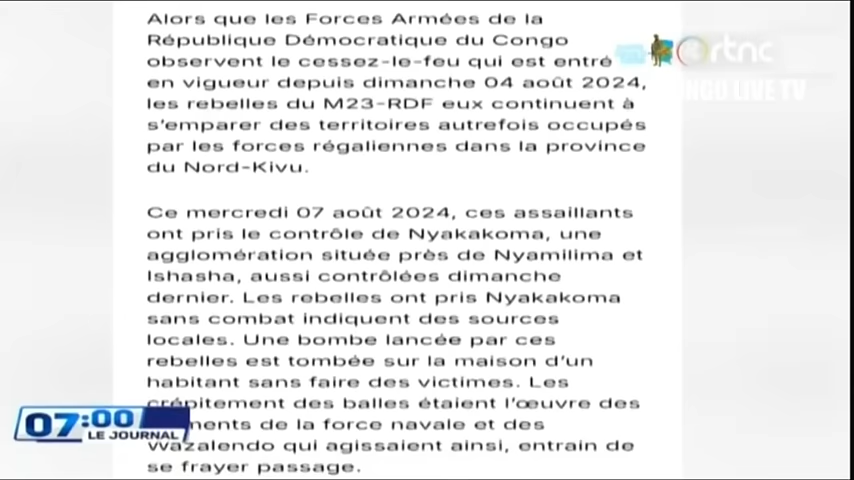 Alors que les Forces Armées de la
République Démocratique du Congo
observent le cessez-le-feu qui est entré
en vigueur depuis dimanche 04 août 2024,
les rebelles du M23-RDF eux continuent à
s'emparer des territoires autrefois occupés
par les forces régaliennes dans la province
du Nord-Kivu.
Ce mercredi 07 août 2024, ces assaillants
ont pris le contrôle de Nyakakoma, une
agglomération située près de Nyamilima et
Ishasha, aussi contrôlées dimanche
dernier. Les rebelles ont pris Nyakakoma
sans combat indiquent des sources
locales. Une bombe lancée par ces
rebelles est tombée sur la maison d'un
habitant sans faire des victimes. Les
crépitement des balles étaient l'œuvre des
ments de la force navale et des
Wazalendo qui agissaient ainsi, entrain de
se frayer passage.
rtnc
NGO LIVE TV
07:00
LE JOURNAL